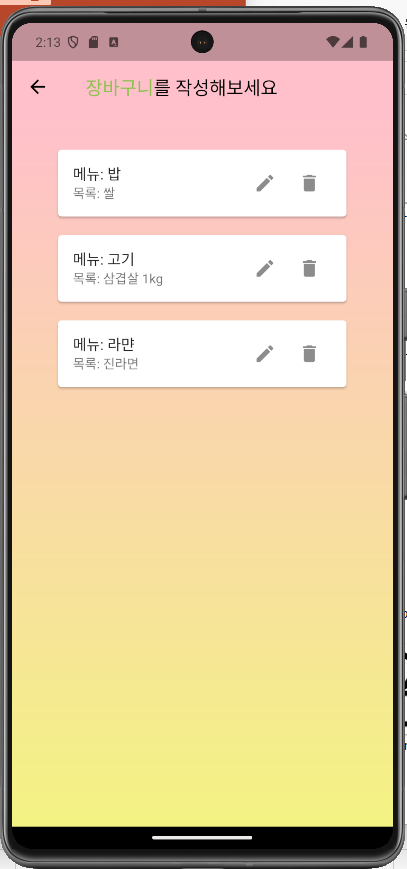 2:13
장바구니를 작성해보세요
메뉴: 밥
목록: 쌀
메뉴: 고기
목록: 삼겹살 1kg
메뉴: 라먄
목록: 진라면